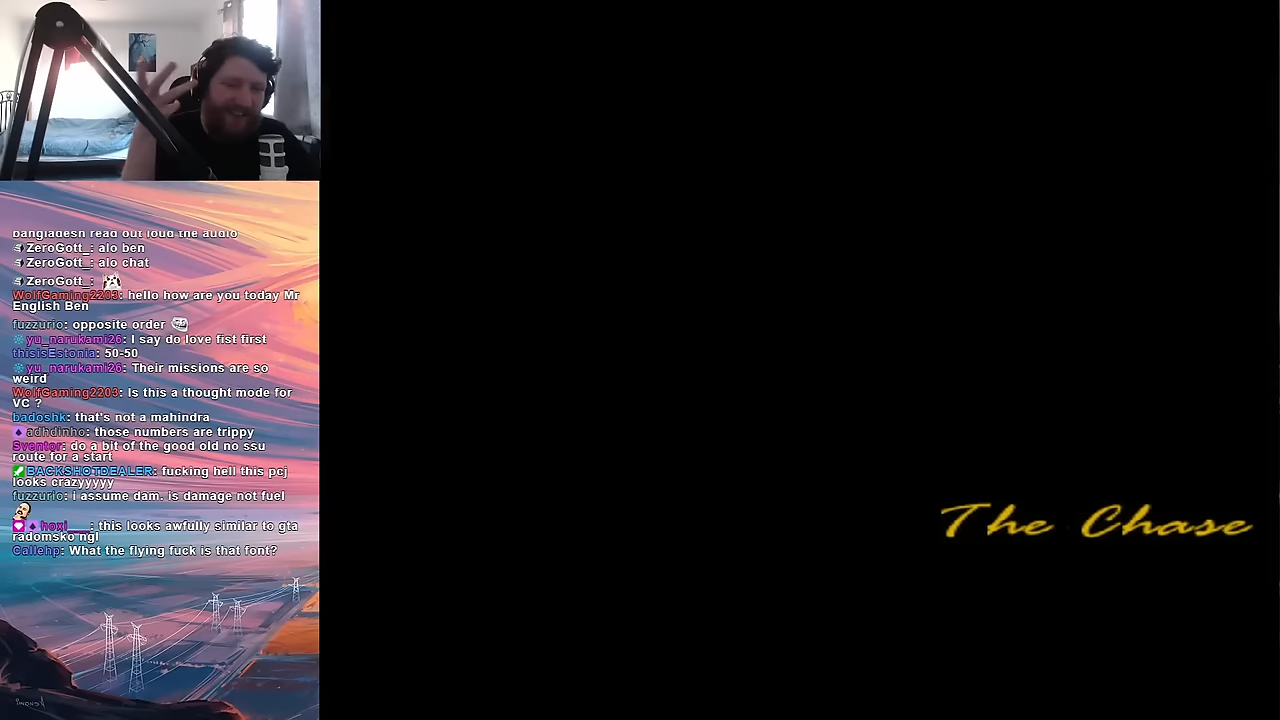 bangladesh read out loud the audio
ZeroGott_: alo ben
ZeroGott_: alo chat
ZeroGott_:
WolfGaming2203: hello how are you today Mr
English Ben
fuzzurio: opposite order
yu_narukami26: I say do love fist first
thisisEstonia: 50-50
yu_narukami26: Their missions are so
weird
WolfGaming2203: Is this a thought mode for
VC ?
badoshk: that's not a mahindra
adhdinho: those numbers are trippy
Sventor: do a bit of the good old no ssu
route for a start
BACKSHOTDEALER: fucking hell this pcj
looks crazyyyyy
fuzzurio: i assume dam. is damage not fuel
hoxi___: this looks awfully similar to gta
radomsko ngl
Callehp: What the flying fuck is that font?
The Chase